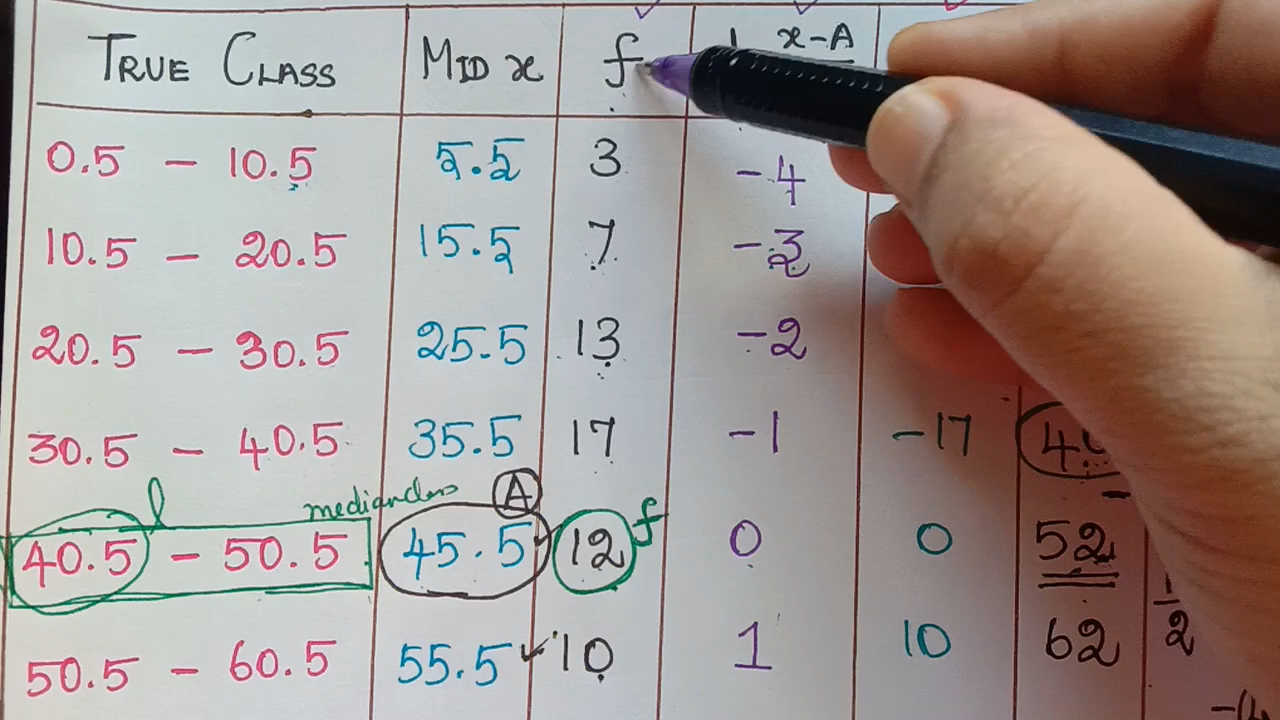 TRUE CLASS MID x f x-A
0.5 - 10.5 5.5 3 -4
10.5 - 20.5 15.5 7 -3
20.5 - 30.5 25.5 13 -2
30.5 - 40.5 35.5 17 -1 -17
l median class A
40.5 - 50.5 45.5 12 f 0 0 52
50.5 - 60.5 55.5 10 1 10 62